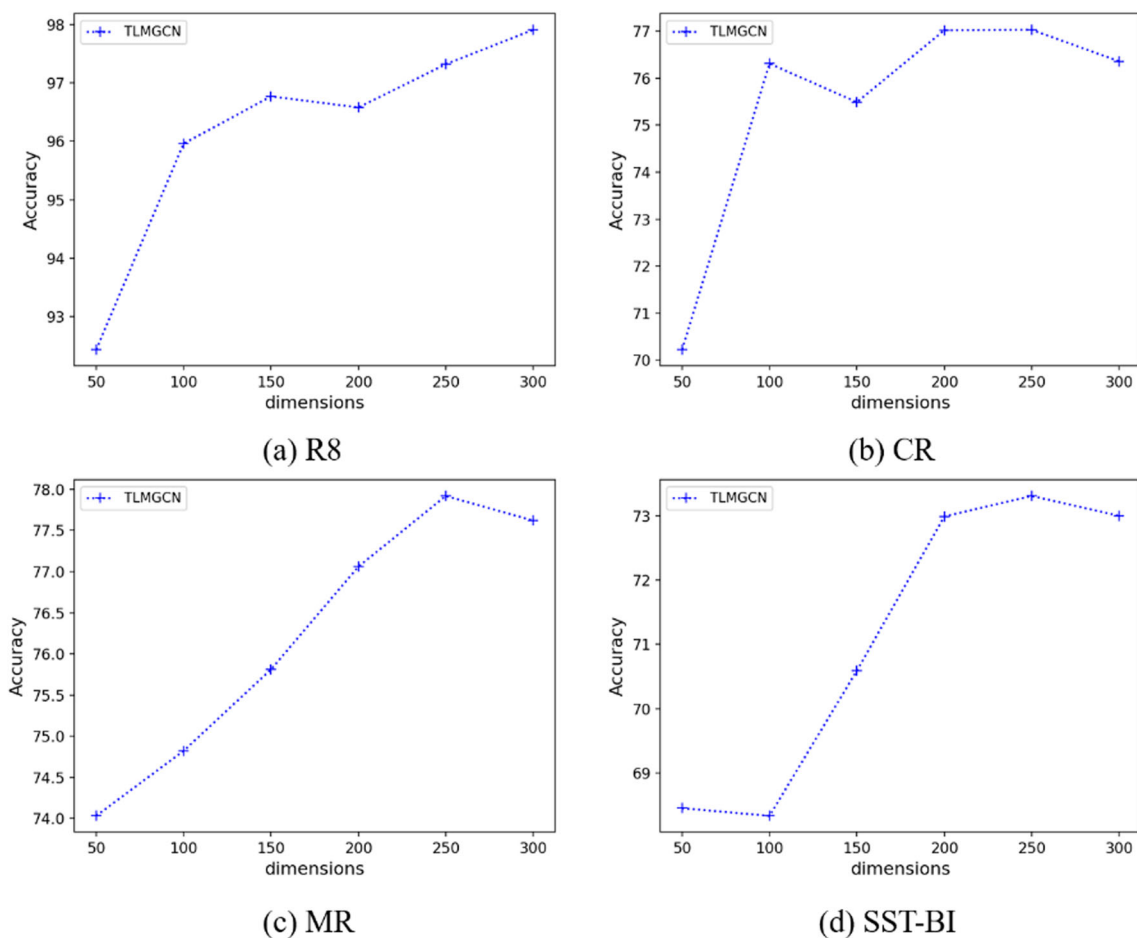 TLMGCN
98
97
96
95
94
93
Accuracy
50 100 150 200 250 300
dimensions
(a) R8
TLMGCN
77
76
75
74
73
72
71
70
Accuracy
50 100 150 200 250 300
dimensions
(b) CR
TLMGCN
78.0
77.5
77.0
76.5
76.0
75.5
75.0
74.5
74.0
Accuracy
50 100 150 200 250 300
dimensions
(c) MR
TLMGCN
73
72
71
70
69
Accuracy
50 100 150 200 250 300
dimensions
(d) SST-BI